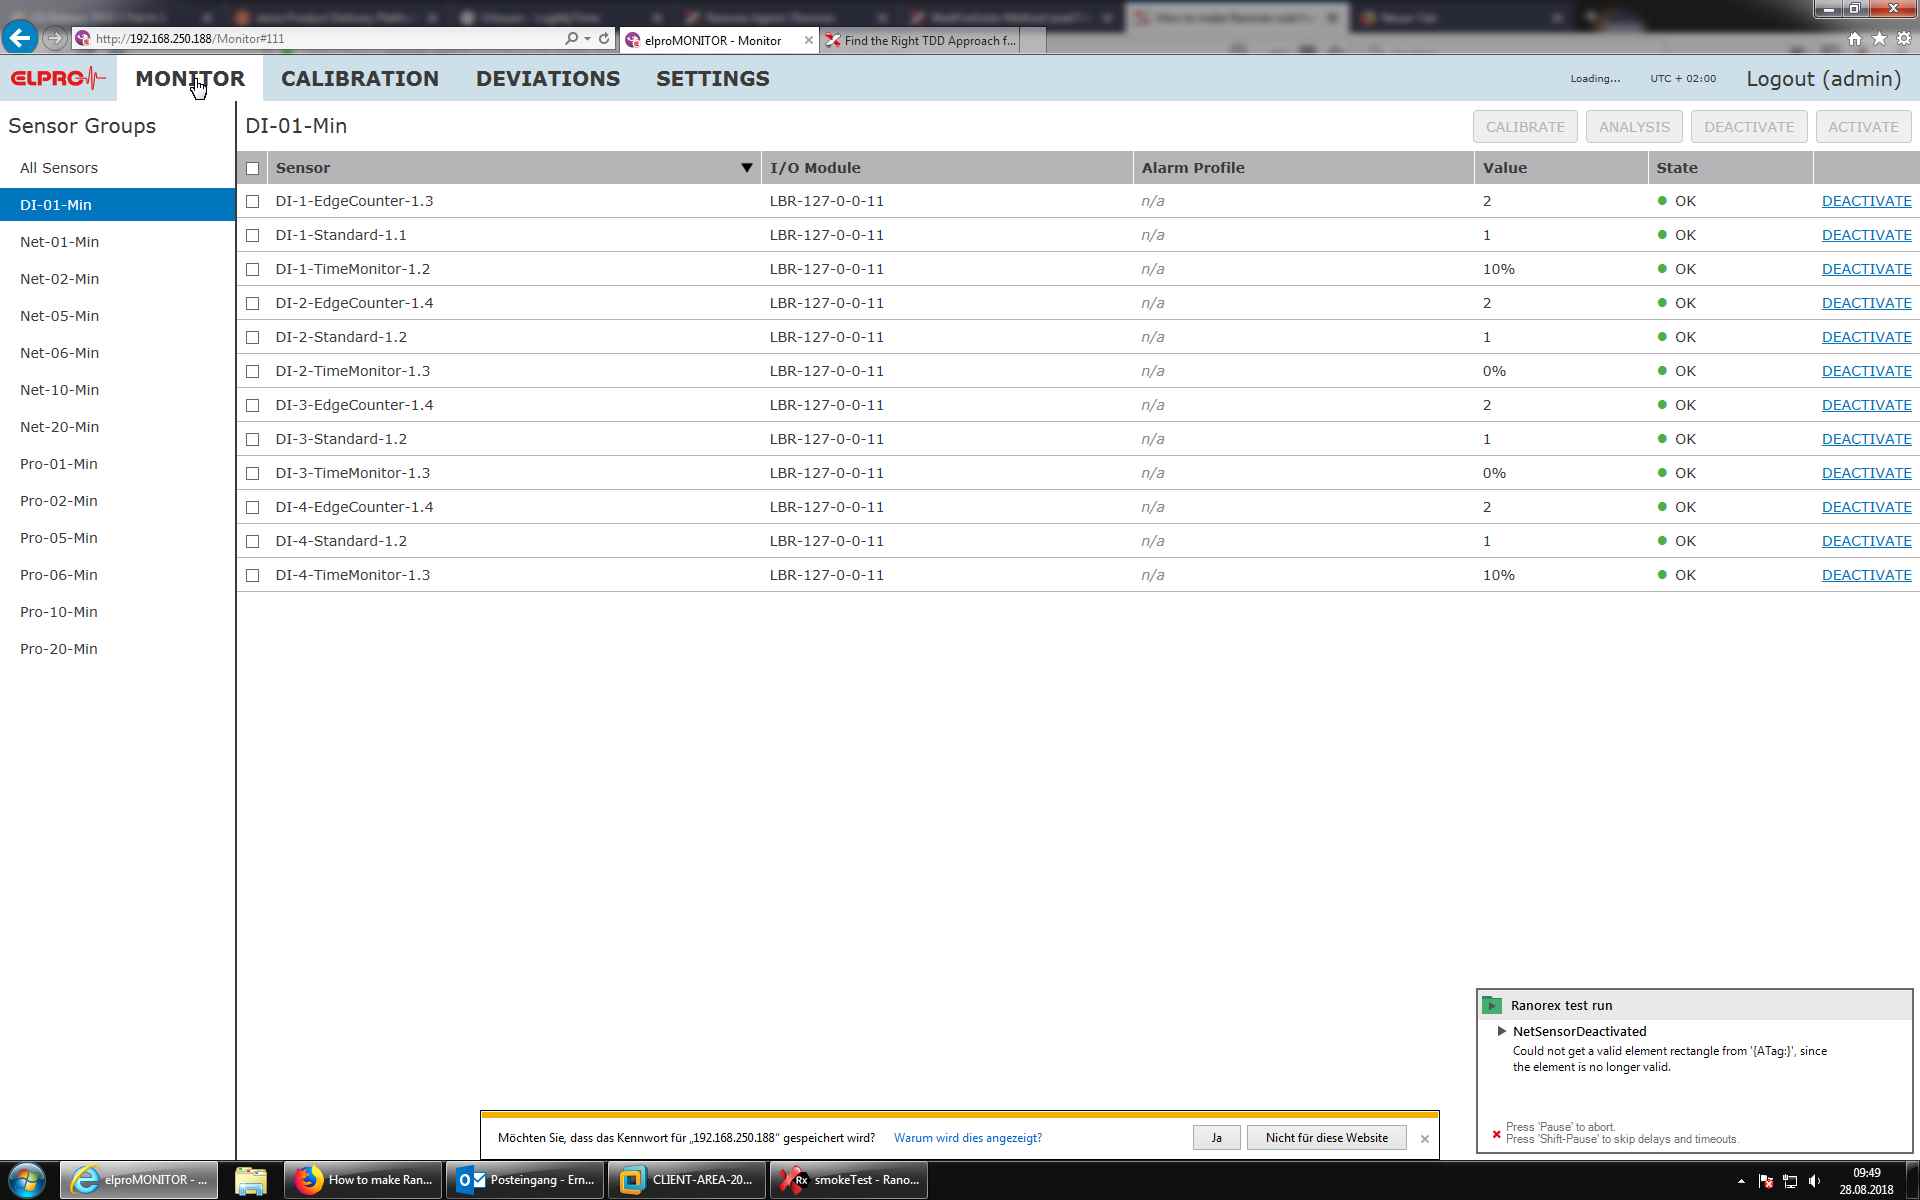 http://192.168.250.188/Monitor#111
elproMONITOR - Monitor
Find the Right TDD Approach f...
ELPRO
MONITOR CALIBRATION DEVIATIONS SETTINGS
Loading... UTC + 02:00 Logout (admin)
Sensor Groups
All Sensors
DI-01-Min
Net-01-Min
Net-02-Min
Net-05-Min
Net-06-Min
Net-10-Min
Net-20-Min
Pro-01-Min
Pro-02-Min
Pro-05-Min
Pro-06-Min
Pro-10-Min
Pro-20-Min
DI-01-Min
CALIBRATE ANALYSIS DEACTIVATE ACTIVATE
Sensor I/O Module Alarm Profile Value State
DI-1-EdgeCounter-1.3 LBR-127-0-0-11 n/a 2 OK DEACTIVATE
DI-1-Standard-1.1 LBR-127-0-0-11 n/a 1 OK DEACTIVATE
DI-1-TimeMonitor-1.2 LBR-127-0-0-11 n/a 10% OK DEACTIVATE
DI-2-EdgeCounter-1.4 LBR-127-0-0-11 n/a 2 OK DEACTIVATE
DI-2-Standard-1.2 LBR-127-0-0-11 n/a 1 OK DEACTIVATE
DI-2-TimeMonitor-1.3 LBR-127-0-0-11 n/a 0% OK DEACTIVATE
DI-3-EdgeCounter-1.4 LBR-127-0-0-11 n/a 2 OK DEACTIVATE
DI-3-Standard-1.2 LBR-127-0-0-11 n/a 1 OK DEACTIVATE
DI-3-TimeMonitor-1.3 LBR-127-0-0-11 n/a 0% OK DEACTIVATE
DI-4-EdgeCounter-1.4 LBR-127-0-0-11 n/a 2 OK DEACTIVATE
DI-4-Standard-1.2 LBR-127-0-0-11 n/a 1 OK DEACTIVATE
DI-4-TimeMonitor-1.3 LBR-127-0-0-11 n/a 10% OK DEACTIVATE
Ranorex test run
NetSensorDeactivated
Could not get a valid element rectangle from '{ATag:}', since
the element is no longer valid.
Press 'Pause' to abort.
Press 'Shift-Pause' to skip delays and timeouts.
Möchten Sie, dass das Kennwort für „192.168.250.188“ gespeichert wird? Warum wird dies angezeigt? Ja Nicht für diese Website
elproMONITOR - ...
How to make Ran...
Posteingang - Ern...
CLIENT-AREA-20...
Rx
smokeTest - Rano...
09:49
28.08.2018